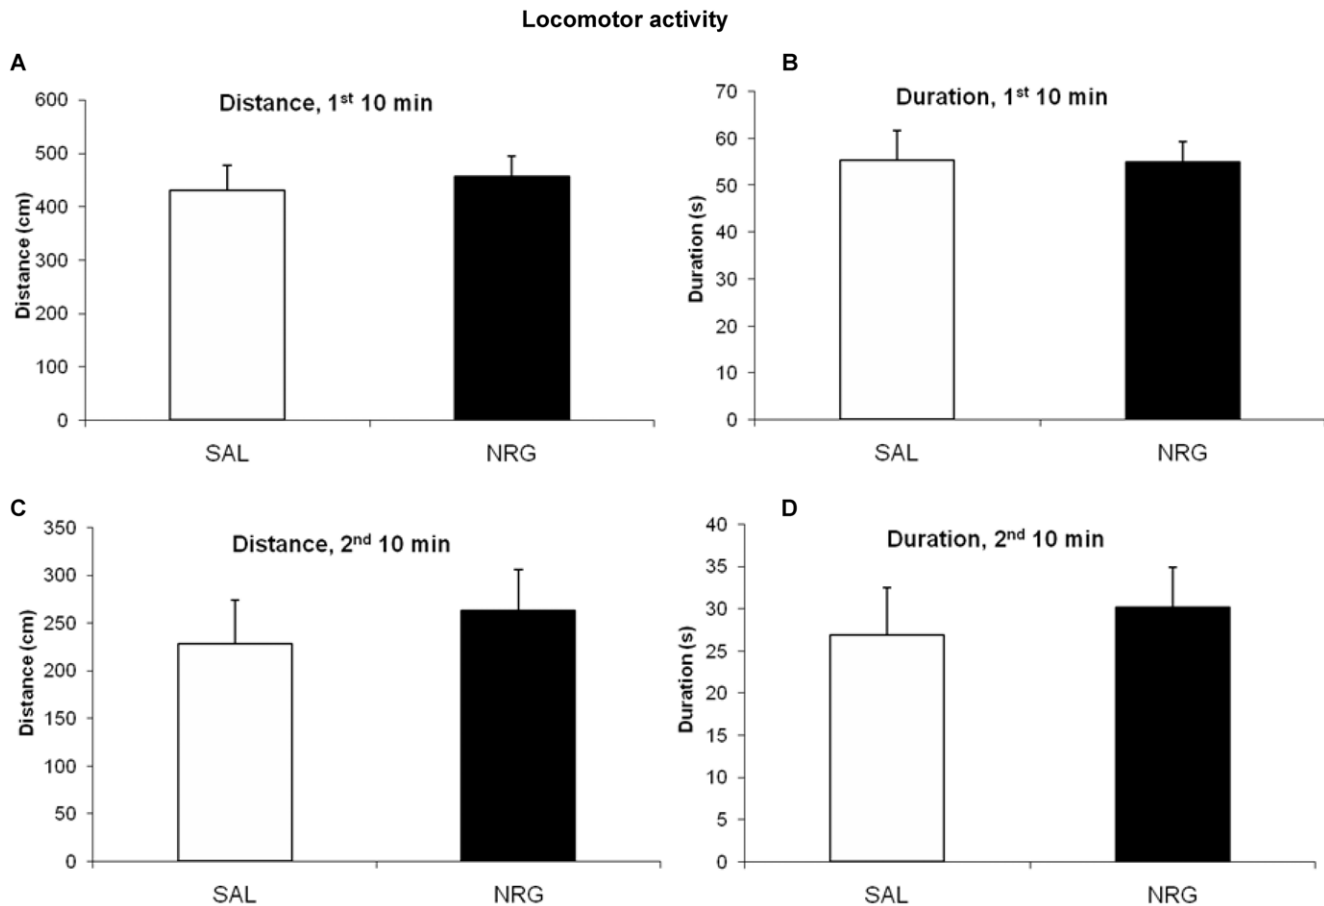 Locomotor activity
A
Distance, 1st 10 min
Distance (cm)
600
500
400
300
200
100
0
SAL
NRG
B
Duration, 1st 10 min
Duration (s)
70
60
50
40
30
20
10
0
SAL
NRG
C
Distance, 2nd 10 min
Distance (cm)
350
300
250
200
150
100
50
0
SAL
NRG
D
Duration, 2nd 10 min
Duration (s)
40
35
30
25
20
15
10
5
0
SAL
NRG